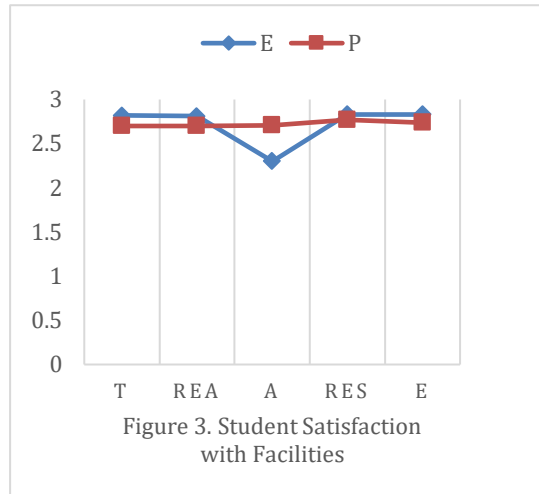 E P
3
2.5
2
1.5
1
0.5
0
T REA A RES E
Figure 3. Student Satisfaction
with Facilities